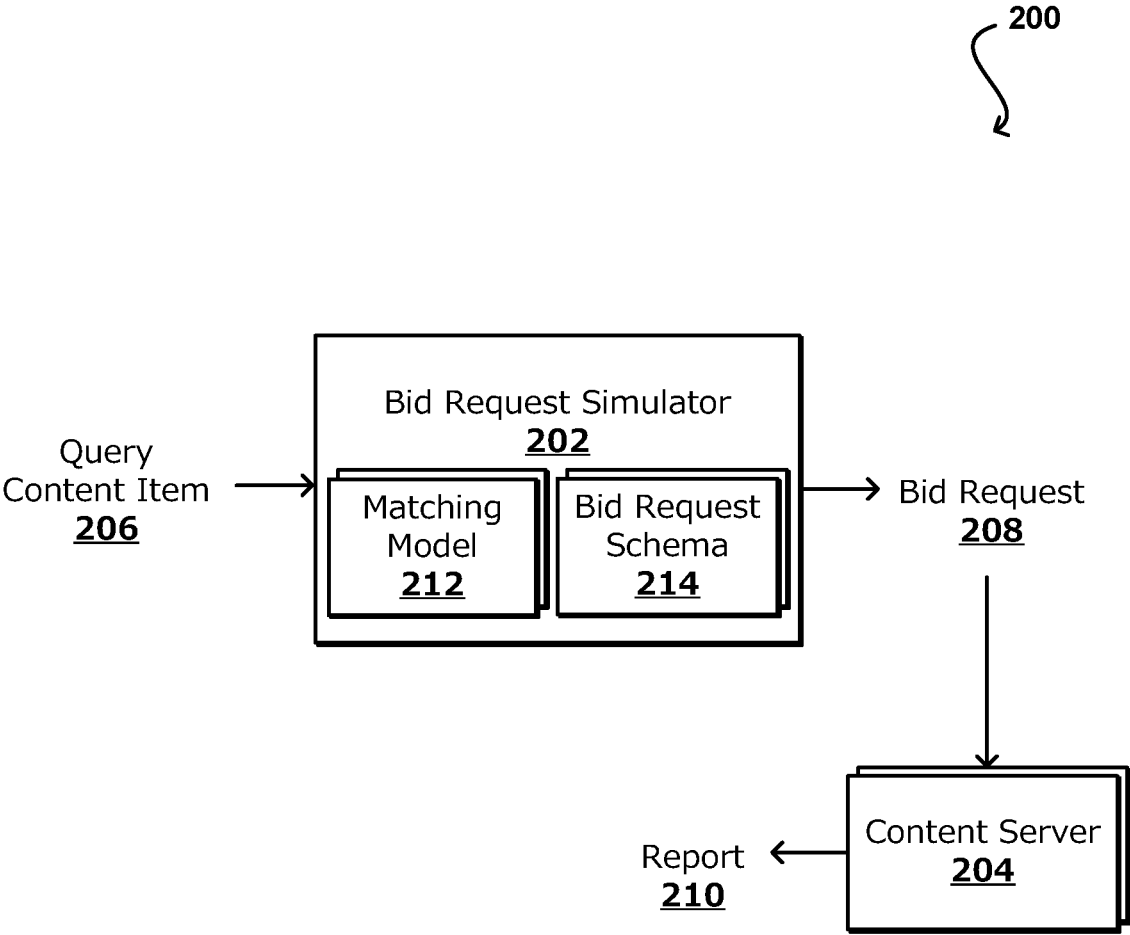 200
Bid Request Simulator
202
Query
Content Item
206
Matching
Model
212
Bid Request
Schema
214
Bid Request
208
Content Server
204
Report
210